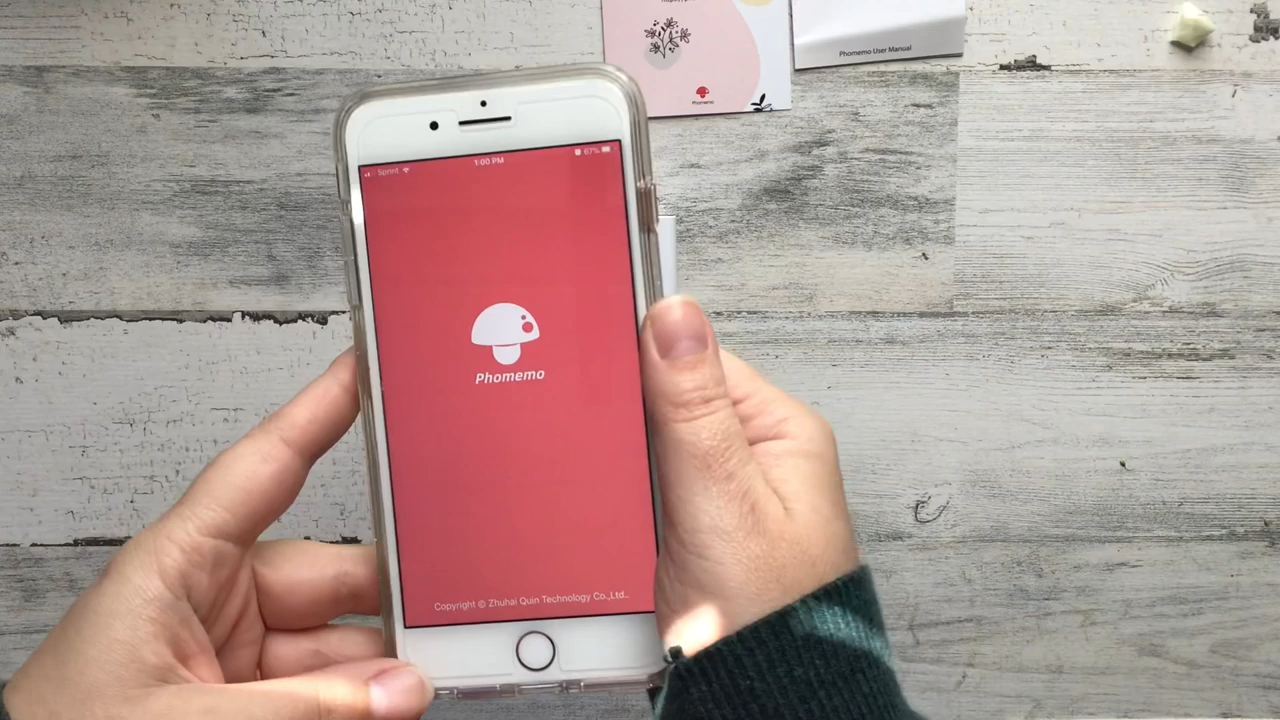 Phomemo User Manual
Phomemo
1:00 PM
67%
Sprint
Phomemo
Copyright © Zhuhai Quin Technology Co.,Ltd..